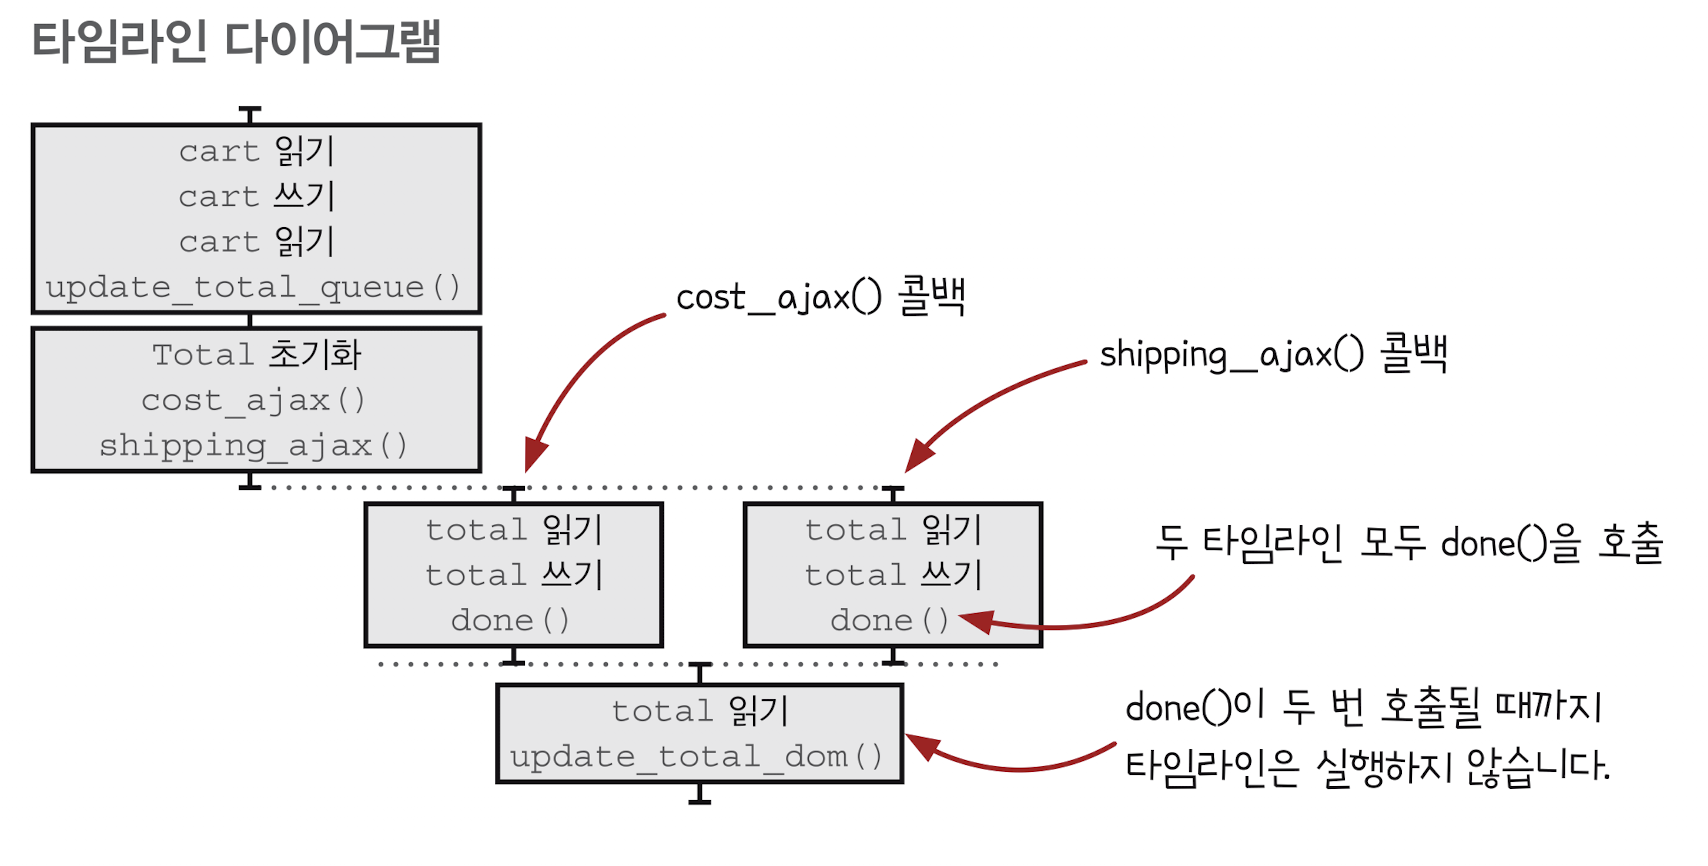 타임라인 다이어그램
cart 읽기
cart 쓰기
cart 읽기
update_total_queue()
Total 초기화
cost_ajax()
shipping_ajax()
cost_ajax() 콜백
shipping_ajax() 콜백
total 읽기
total 쓰기
done()
total 읽기
total 쓰기
done()
두 타임라인 모두 done()을 호출
total 읽기
update_total_dom()
done()이 두 번 호출될 때까지
타임라인은 실행하지 않습니다.